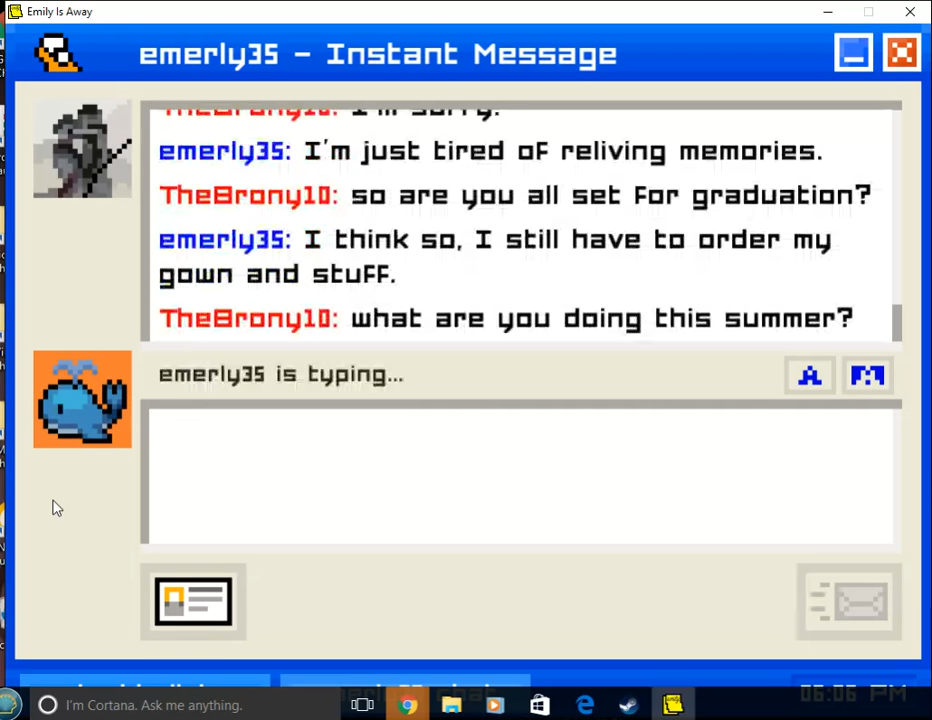 Emily Is Away
emerly35 - Instant Message
TheBrony10: I'm sorry.
emerly35: I'm just tired of reliving memories.
TheBrony10: so are you all set for graduation?
emerly35: I think so, I still have to order my
gown and stuff.
TheBrony10: what are you doing this summer?
emerly35 is typing...
A
06:06 PM
I'm Cortana. Ask me anything.